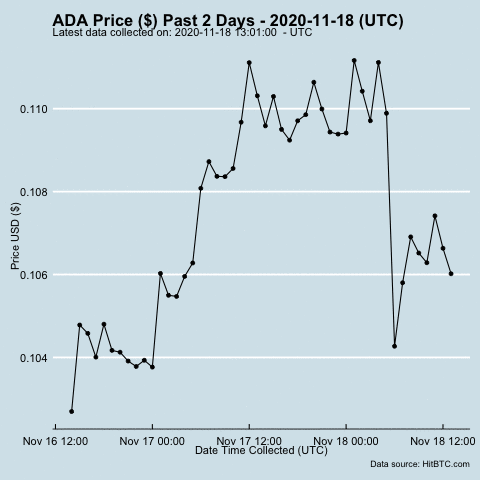 ADA Price ($) Past 2 Days - 2020-11-18 (UTC)
Latest data collected on: 2020-11-18 13:01:00  - UTC
Price USD ($)
0.110
0.108
0.106
0.104
Nov 16 12:00 Nov 17 00:00 Nov 17 12:00 Nov 18 00:00 Nov 18 12:00
Date Time Collected (UTC)
Data source: HitBTC.com